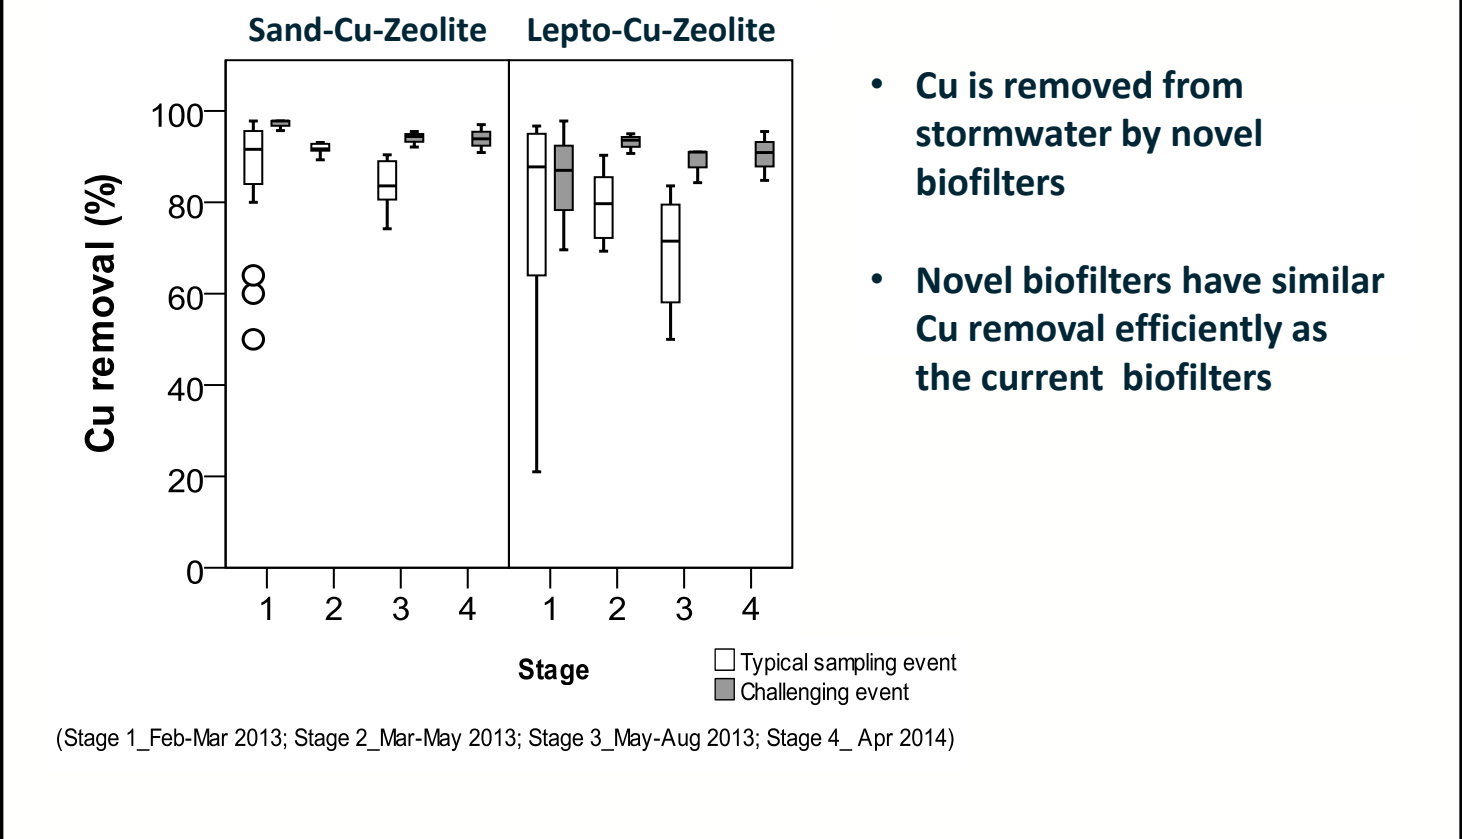 Sand-Cu-Zeolite
Lepto-Cu-Zeolite
Cu removal (%)
100
80
60
40
20
0
1 2 3 4
1 2 3 4
Stage
Typical sampling event
Challenging event
(Stage 1_Feb-Mar 2013; Stage 2_Mar-May 2013; Stage 3_May-Aug 2013; Stage 4_ Apr 2014)
• Cu is removed from
stormwater by novel
biofilters
• Novel biofilters have similar
Cu removal efficiently as
the current  biofilters